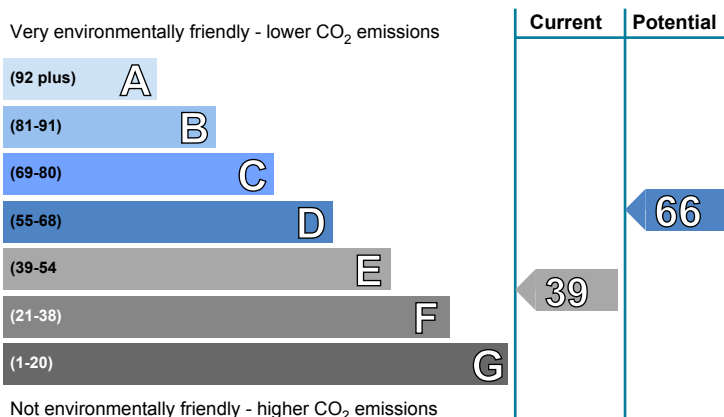 Current Potential
Very environmentally friendly - lower CO2 emissions
(92 plus) A
(81-91) B
(69-80) C
(55-68) D
66
(39-54 E
39
(21-38) F
(1-20) G
Not environmentally friendly - higher CO2 emissions